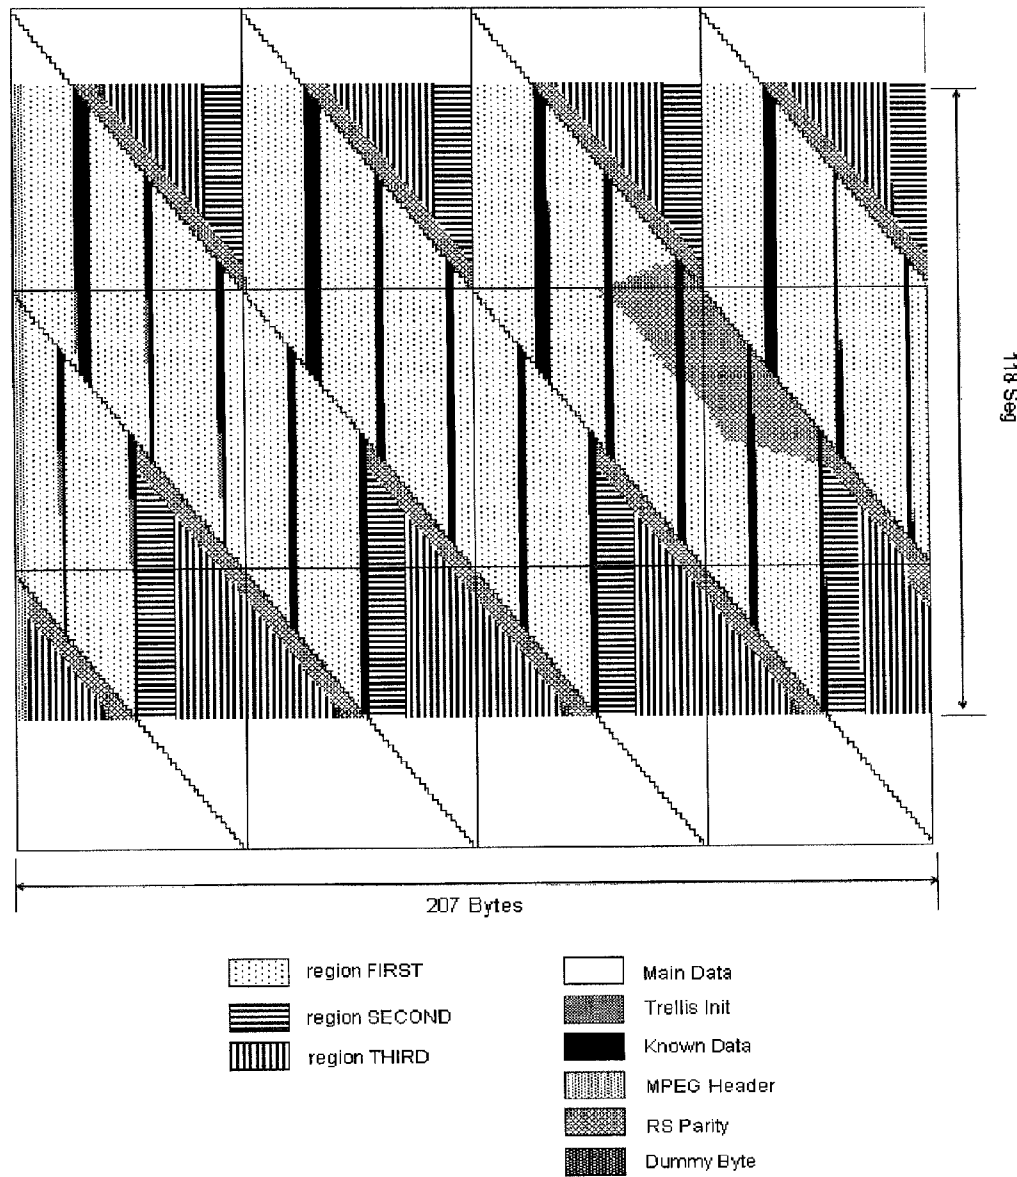 118 Seg
207 Bytes
region FIRST
region SECOND
region THIRD
Main Data
Trellis Init
Known Data
MPEG Header
RS Parity
Dummy Byte